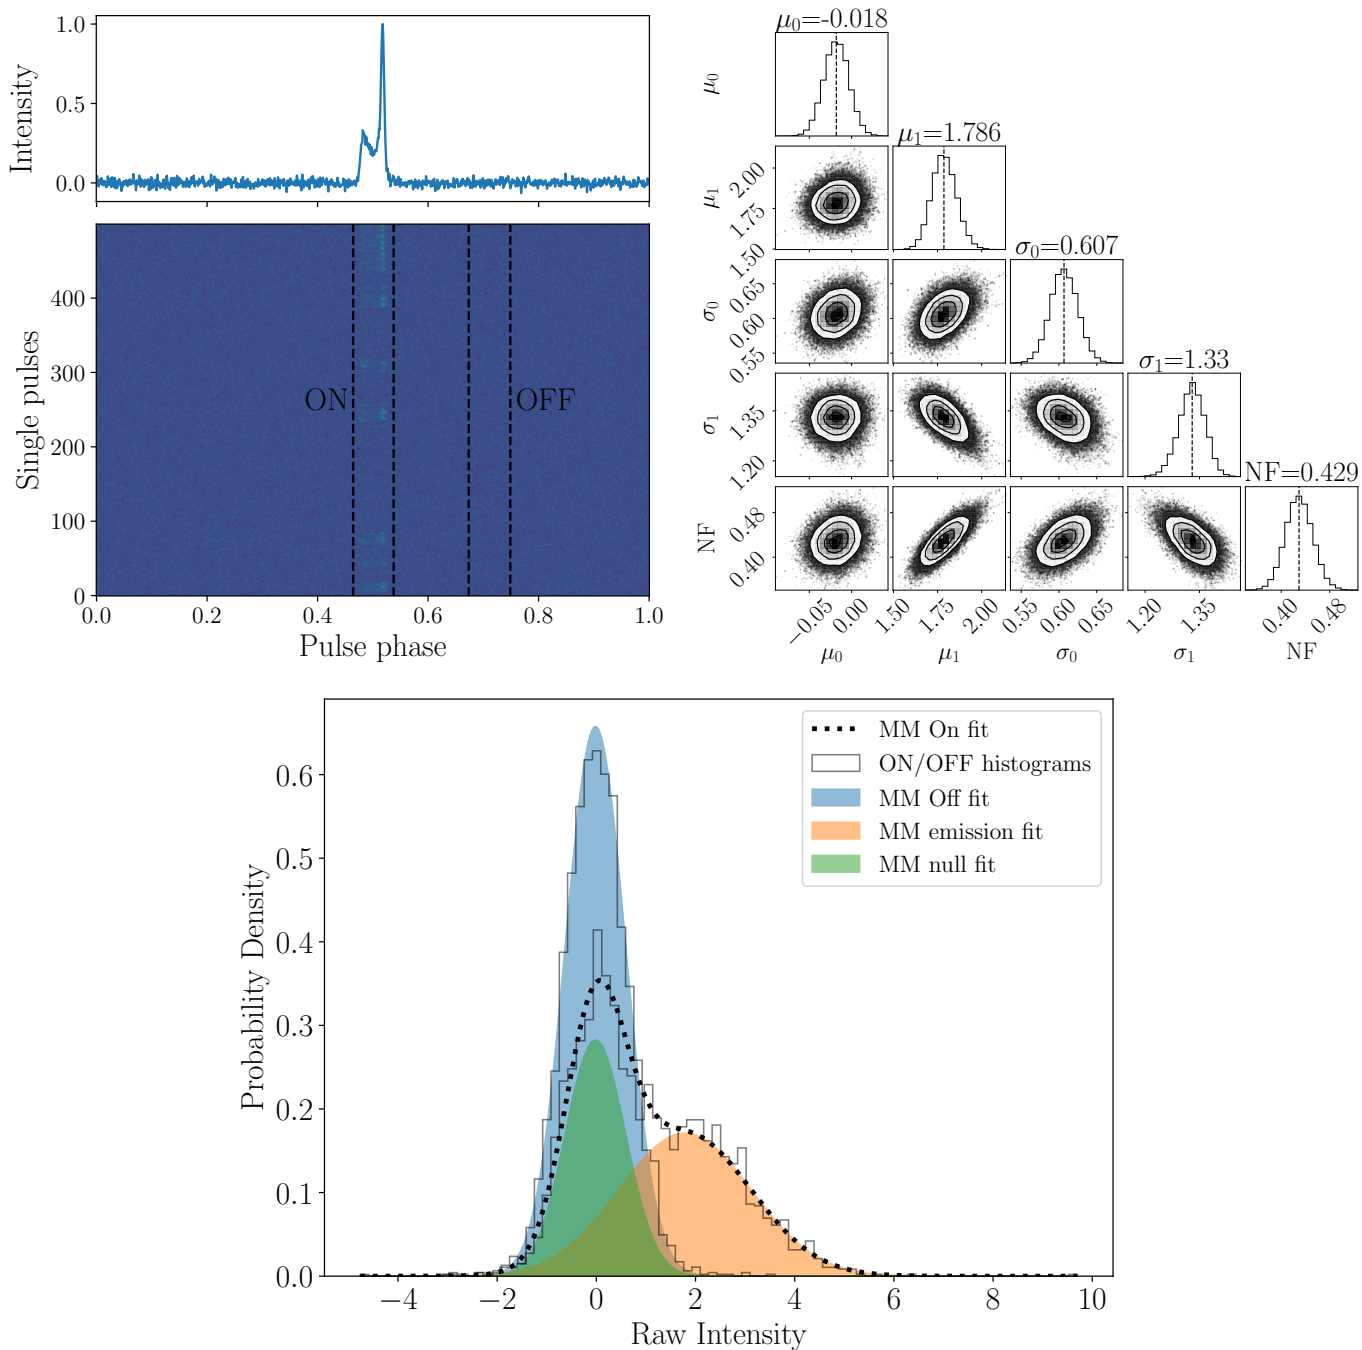 Intensity
1.0
0.5
0.0
Single pulses
400
300
200
100
0
ON
OFF
0.0 0.2 0.4 0.6 0.8 1.0
Pulse phase
μ0=-0.018
μ0
μ1=1.786
μ1
2.00
1.75
1.50
σ0=0.607
σ0
0.65
0.60
0.55
σ1=1.33
σ1
1.35
1.20
NF=0.429
NF
0.48
0.40
−0.05 0.00 1.50 1.75 2.00 0.55 0.60 0.65 1.20 1.35 0.40 0.48
μ0 μ1 σ0 σ1 NF
Probability Density
0.6
0.5
0.4
0.3
0.2
0.1
0.0
MM On fit
ON/OFF histograms
MM Off fit
MM emission fit
MM null fit
−4 −2 0 2 4 6 8 10
Raw Intensity